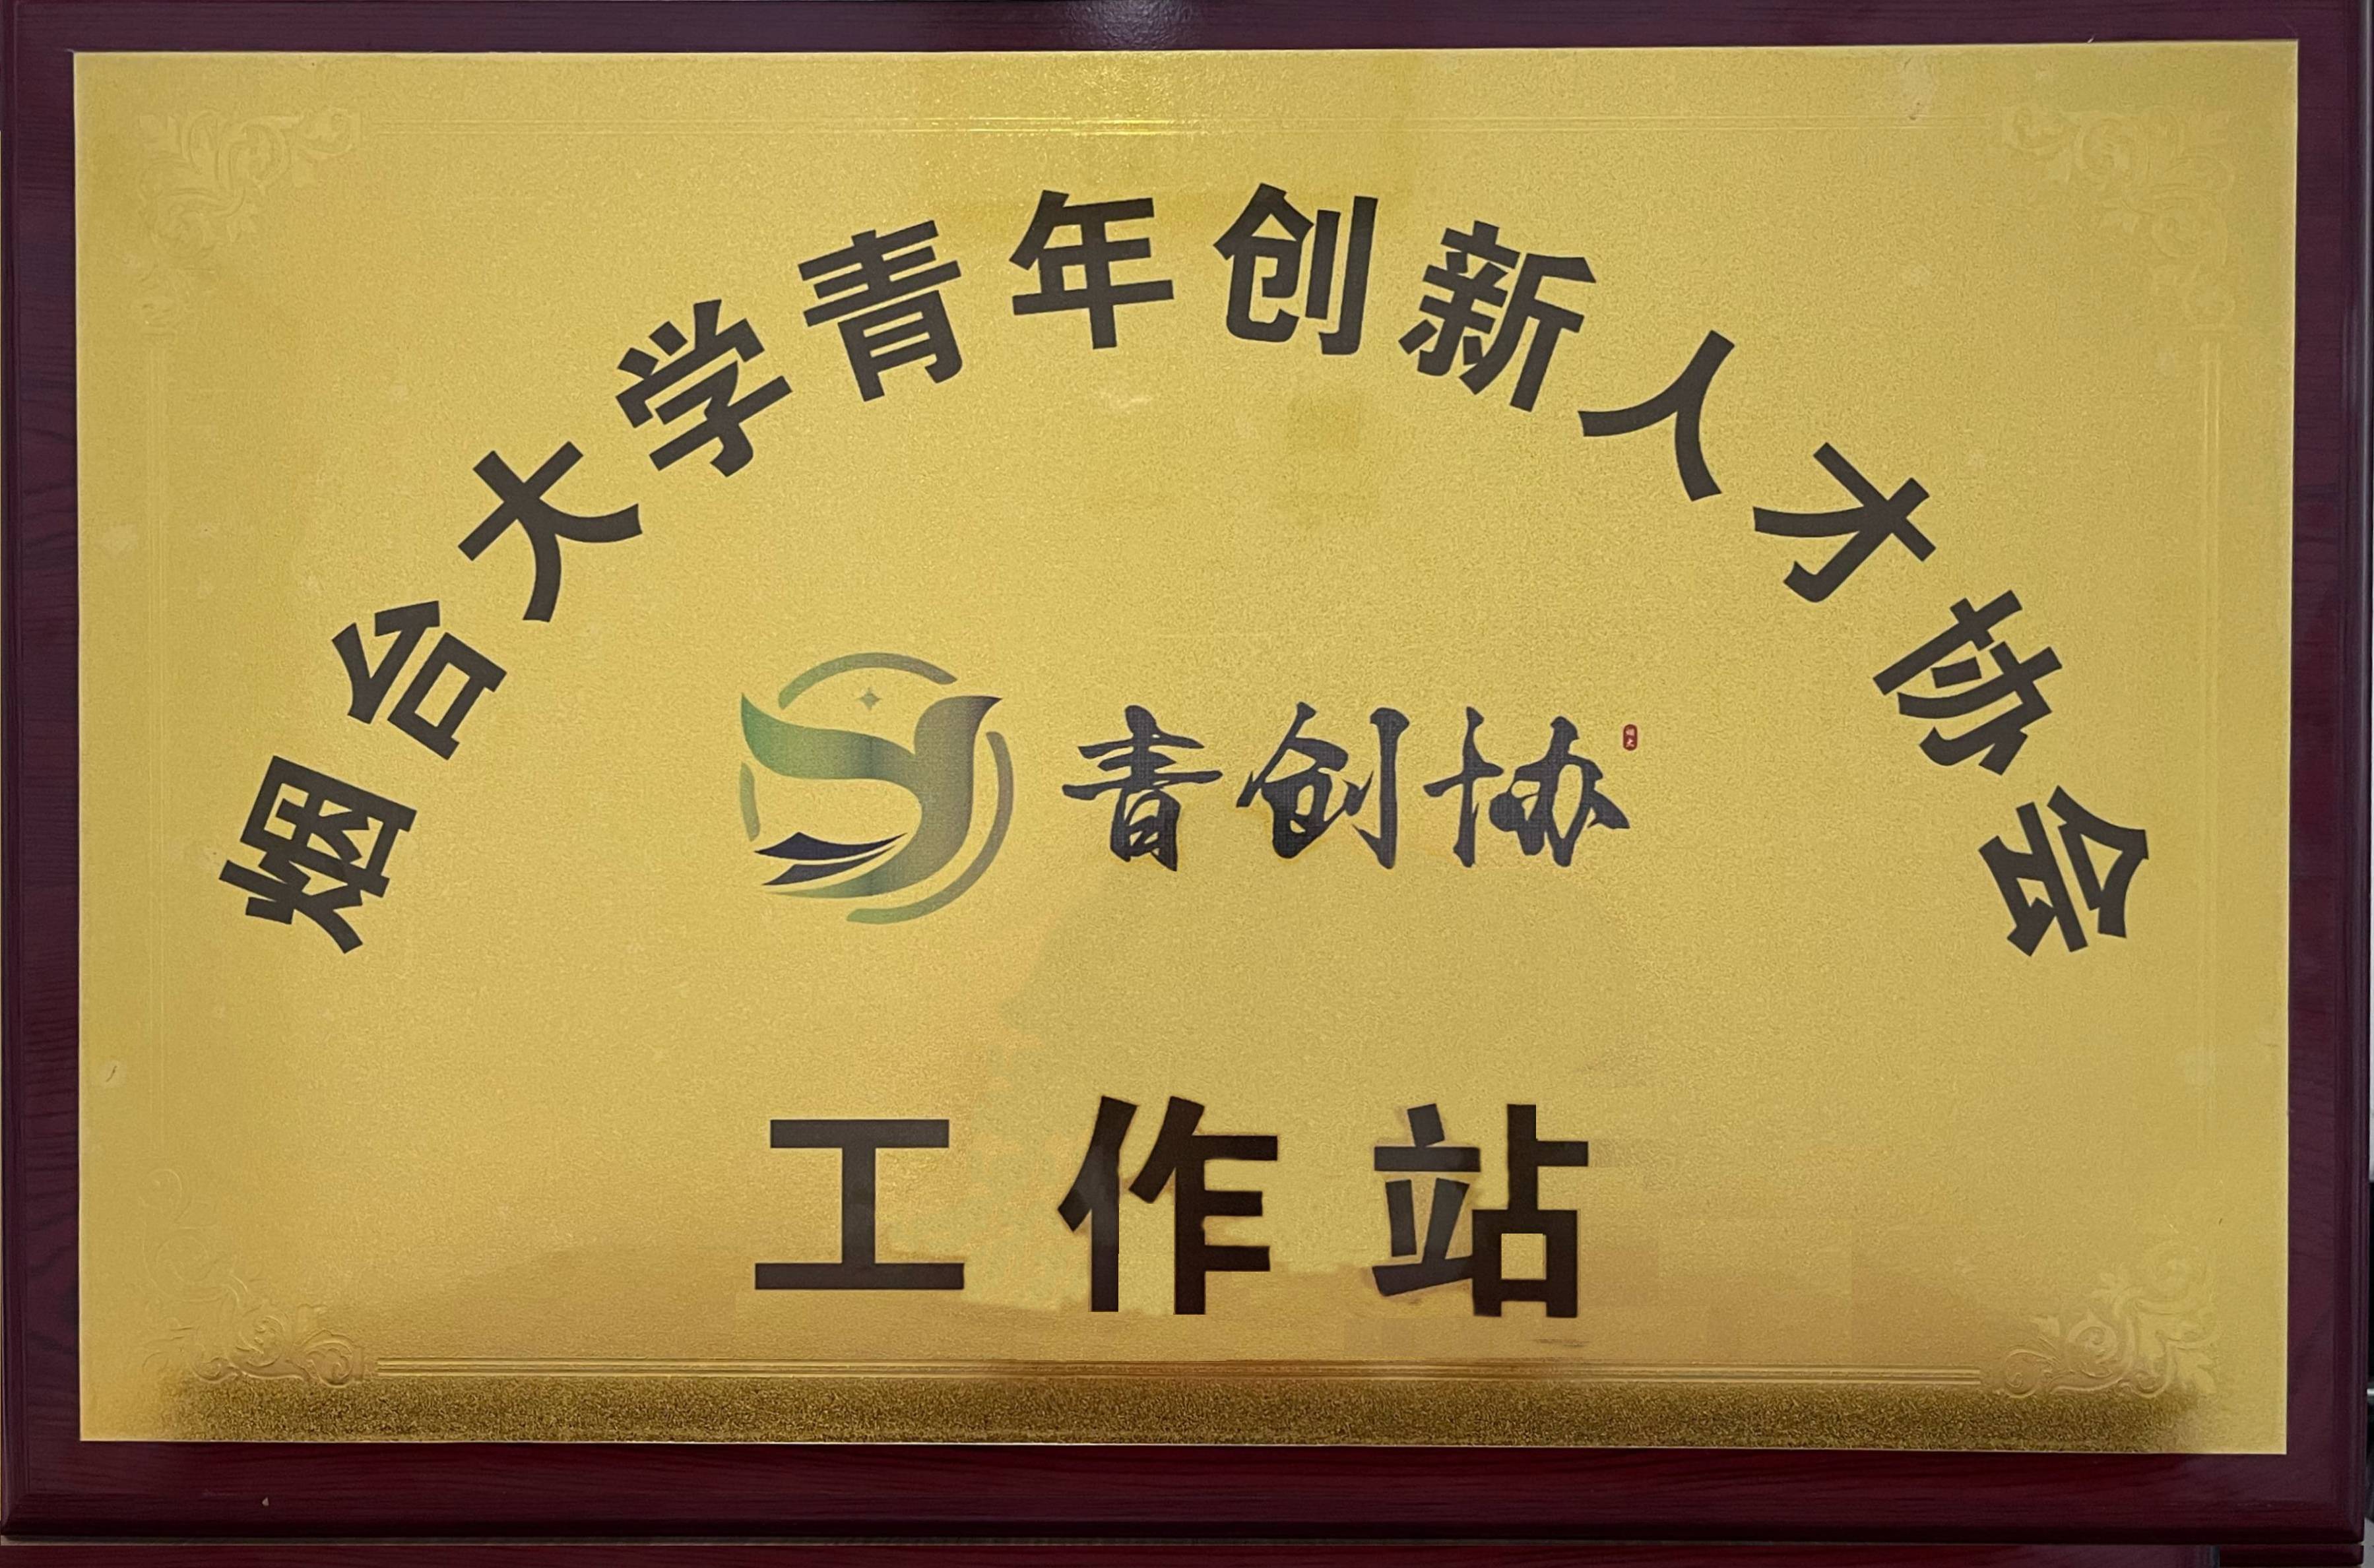 烟台大学青年创新人才协会
青创协
工作站